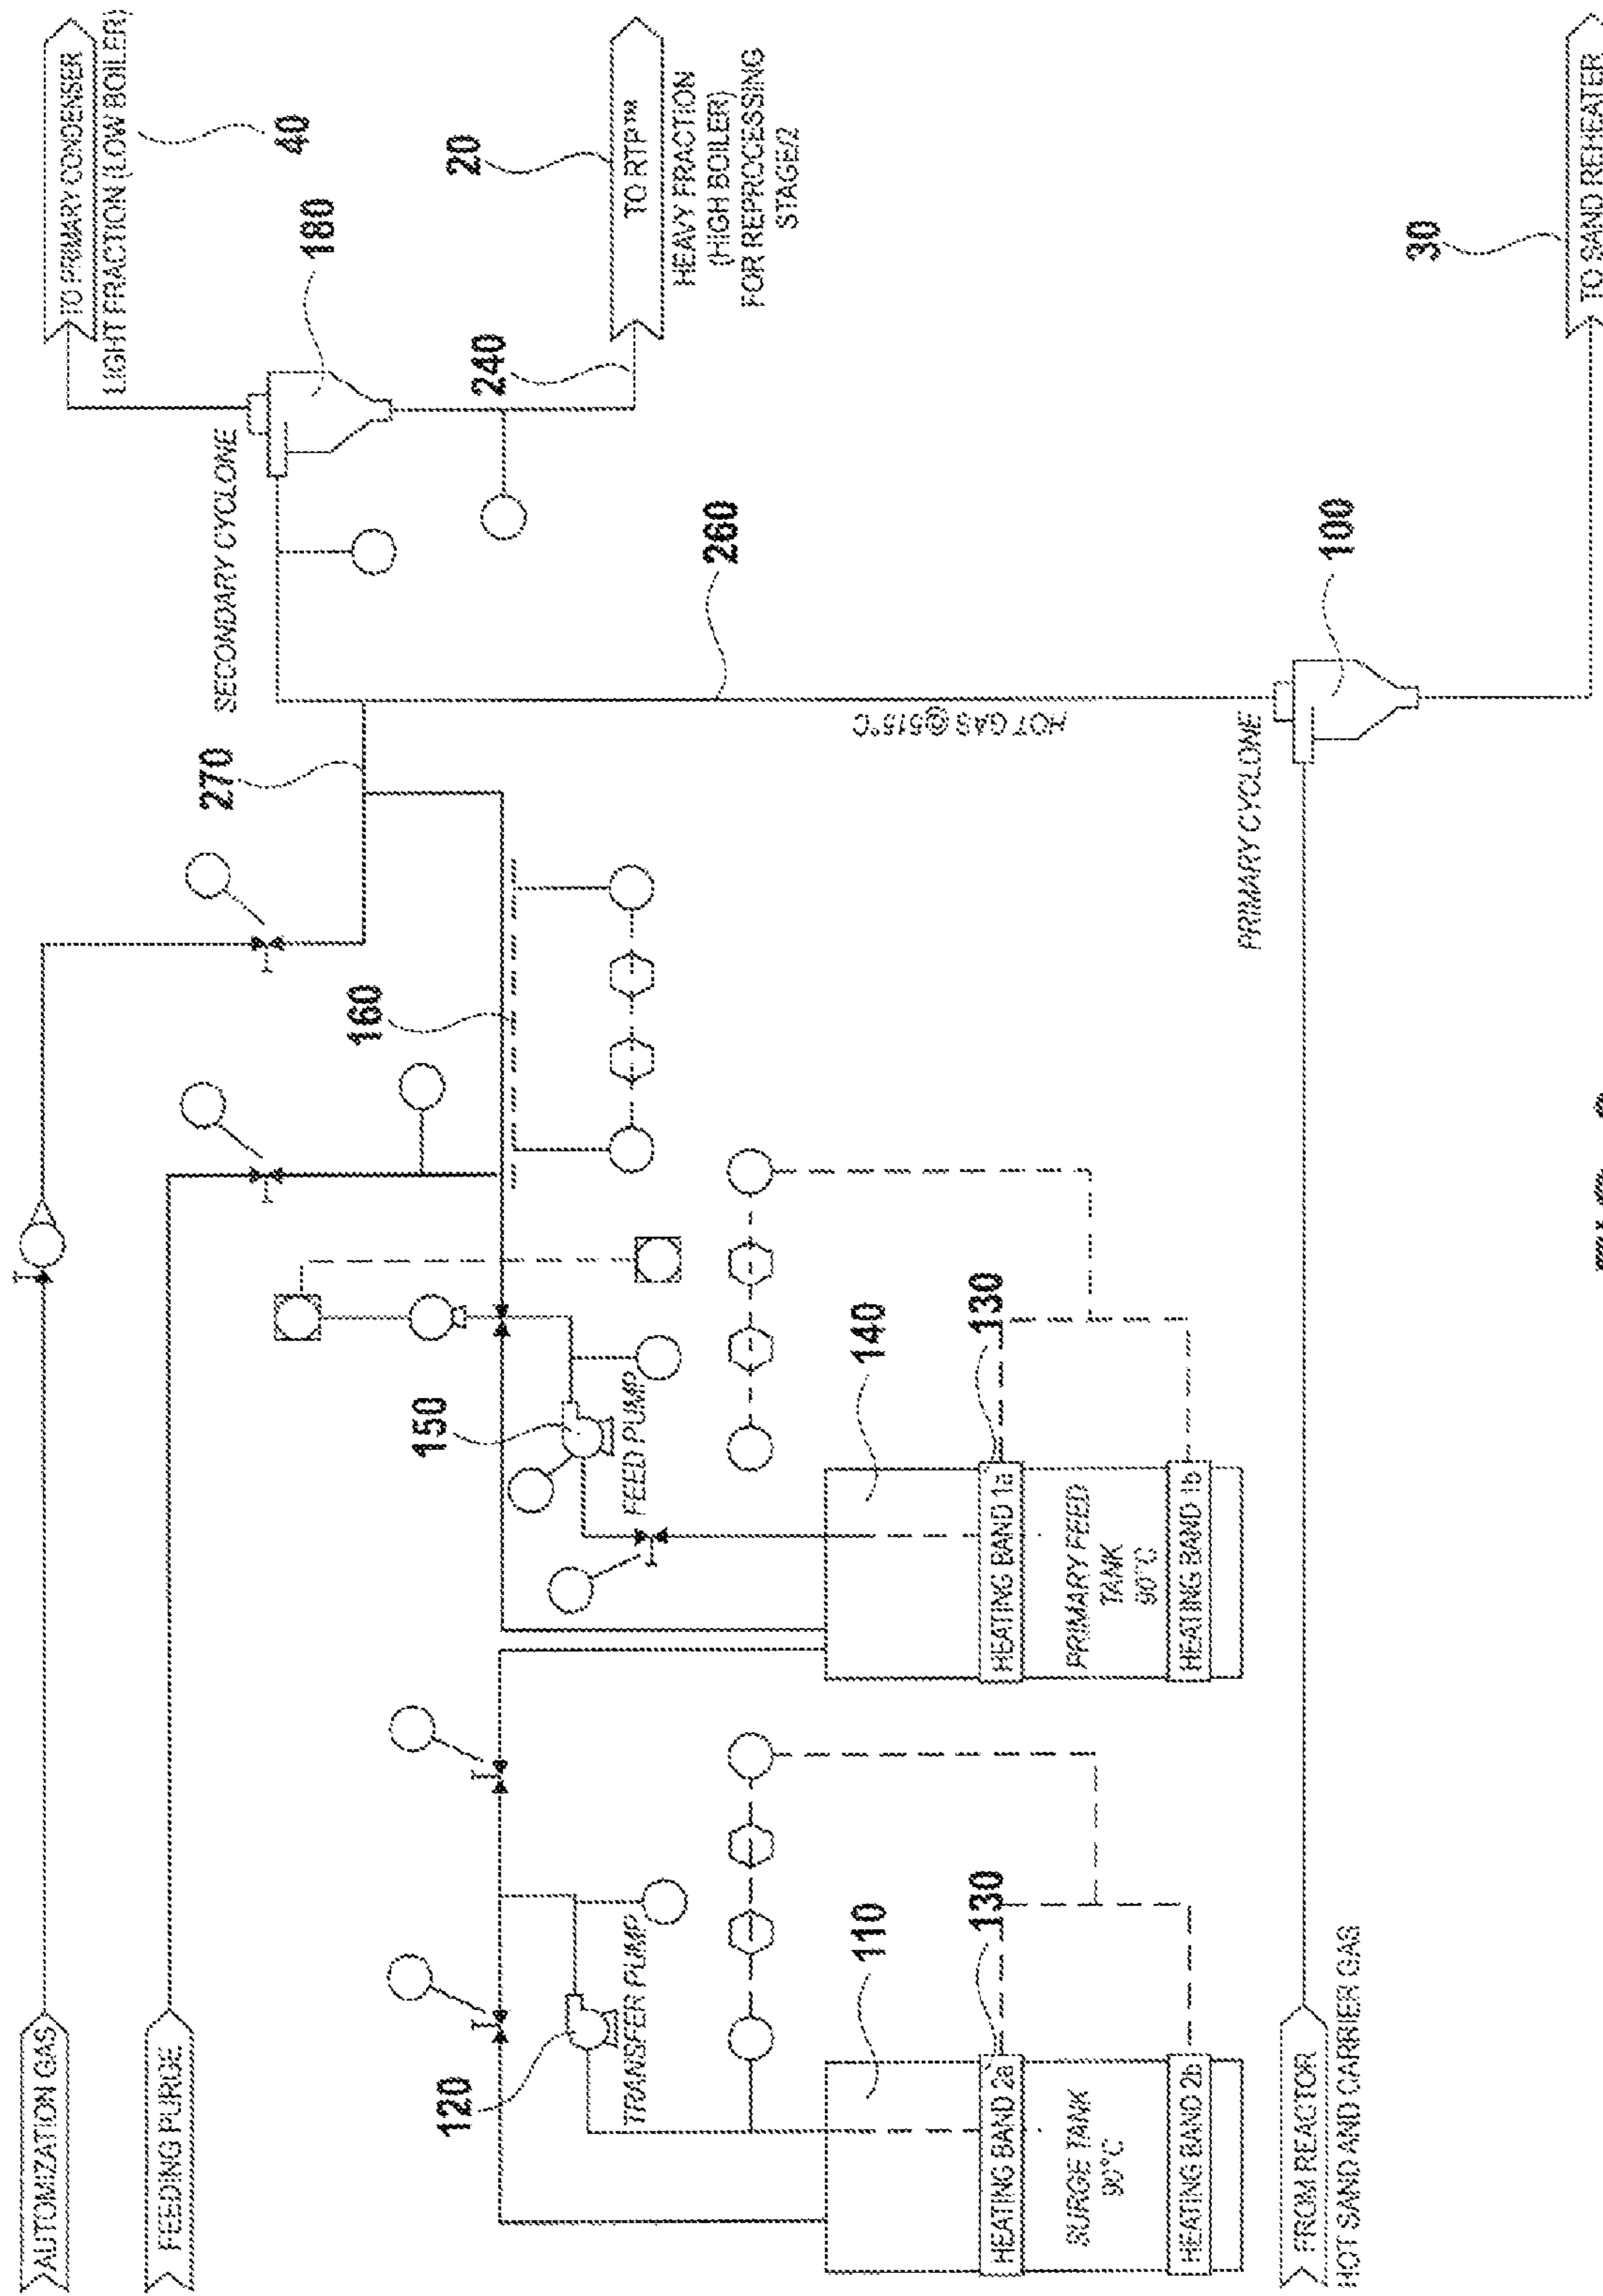 AUTOMIZATION GAS
FEEDING PURGE
TO PRIMARY CONDENSER
LIGHT FRACTION (LOW BOILER)
40
180
SECONDARY CYCLONE
20
TO RTP™
HEAVY FRACTION
(HIGH BOILER)
FOR REPROCESSING
STAGE/2
240
270
260
HOT GAS @515°C
160
150
FEED PUMP
120
TRANSFER PUMP
110
130
HEATING BAND 2a
SURGE TANK
90°C
HEATING BAND 2b
140
130
HEATING BAND 1a
PRIMARY FEED
TANK
90°C
HEATING BAND 1b
PRIMARY CYCLONE
100
30
TO SAND REHEATER
FROM REACTOR
HOT SAND AND CARRIER GAS